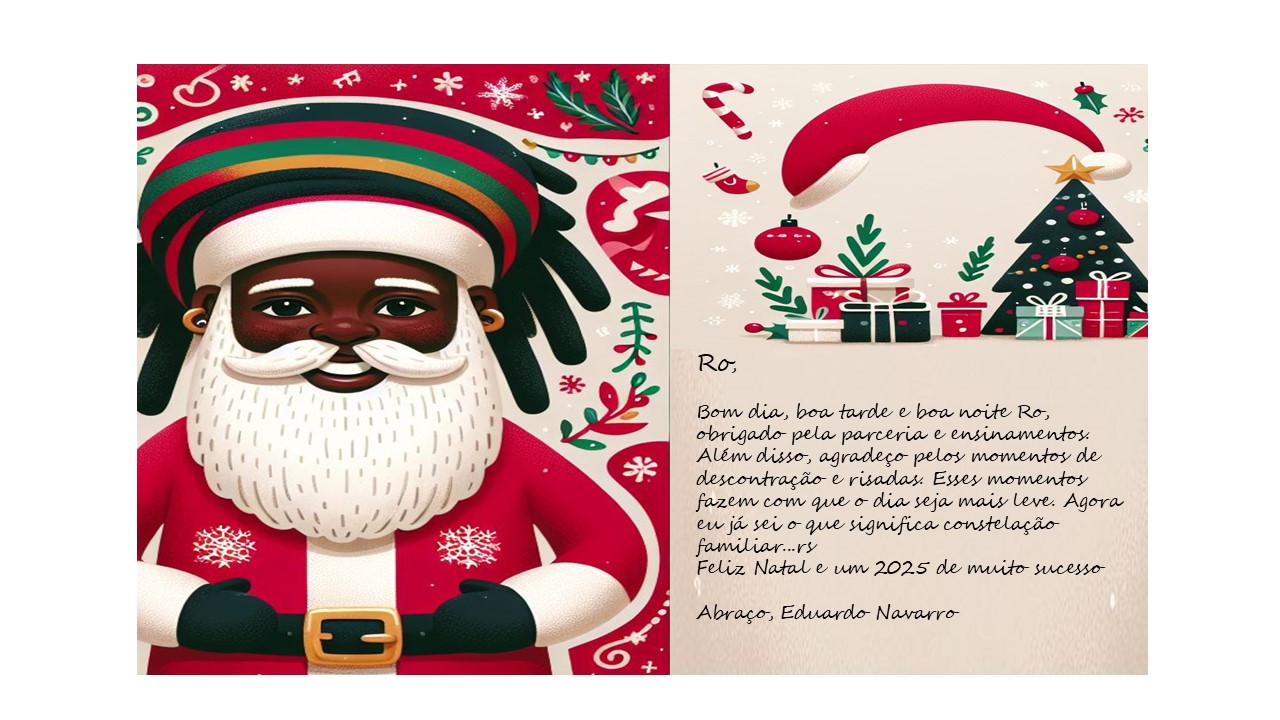 Ro,
Bom dia, boa tarde e boa noite Ro,
obrigado pela parceria e ensinamentos.
Além disso, agradeço pelos momentos de
descontração e risadas. Esses momentos
fazem com que o dia seja mais leve. Agora
eu já sei o que significa constelação
familiar...rs
Feliz Natal e um 2025 de muito sucesso
Abraço, Eduardo Navarro